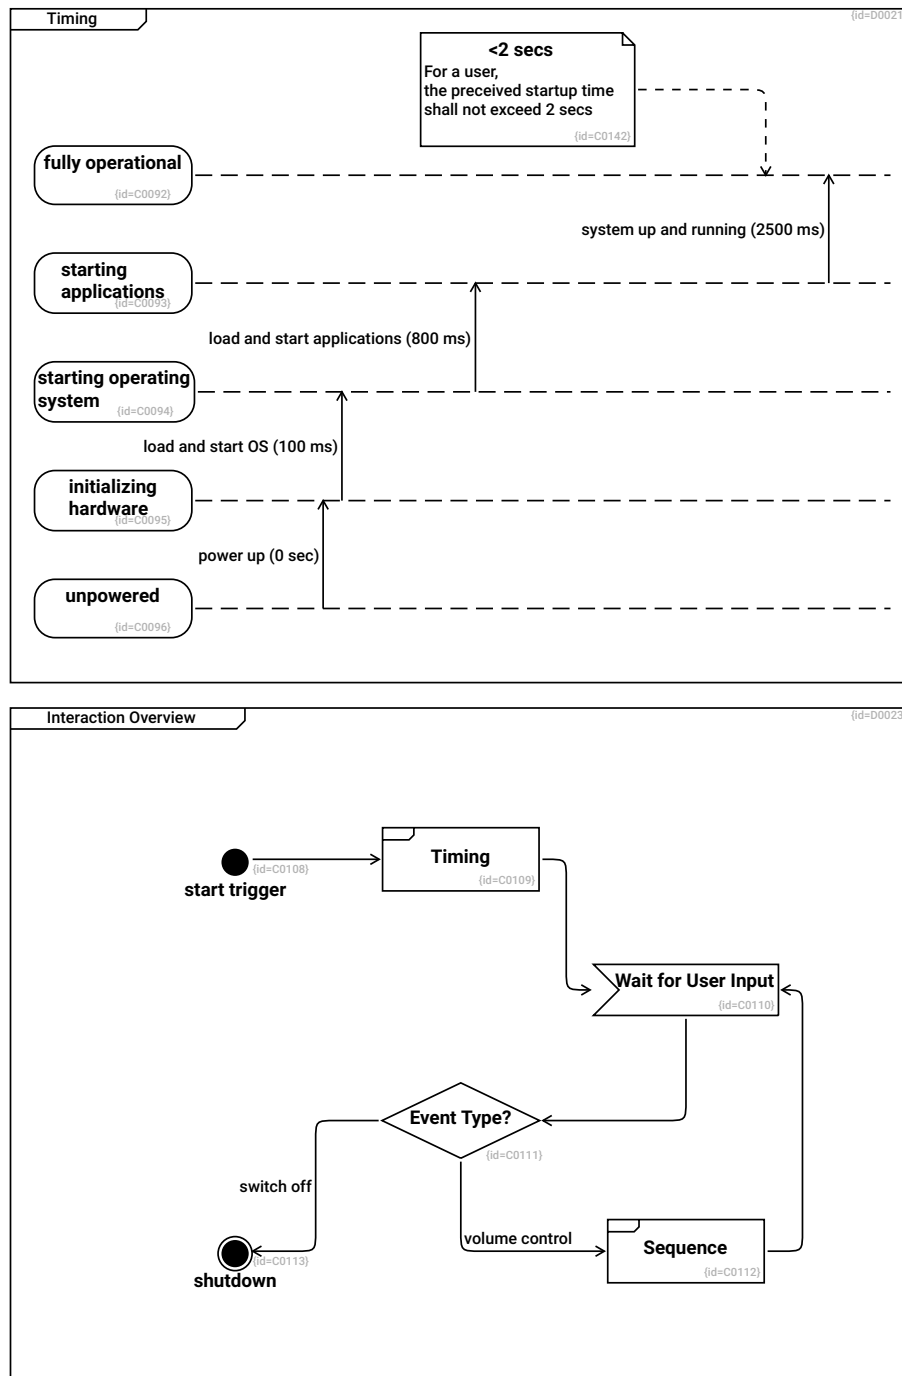 Timing
{id=D0021
<2 secs
For a user,
the preceived startup time
shall not exceed 2 secs
{id=C0142}
fully operational
{id=C0092}
system up and running (2500 ms)
starting
applications
{id=C0093}
load and start applications (800 ms)
starting operating
system
{id=C0094}
load and start OS (100 ms)
initializing
hardware
{id=C0095}
power up (0 sec)
unpowered
{id=C0096}
Interaction Overview
{id=D0023
Timing
{id=C0109}
{id=C0108}
start trigger
Wait for User Input
{id=C0110}
Event Type?
{id=C0111}
switch off
volume control
Sequence
{id=C0112}
{id=C0113}
shutdown